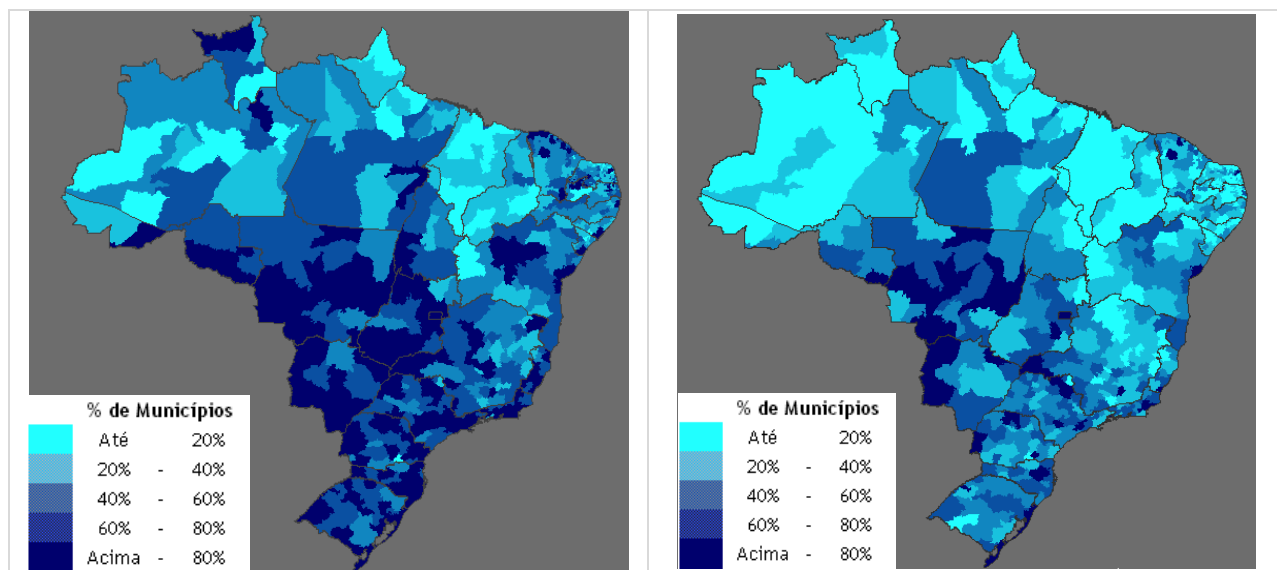 % de Municípios
Até 20%
20% - 40%
40% - 60%
60% - 80%
Acima - 80%
% de Municípios
Até 20%
20% - 40%
40% - 60%
60% - 80%
Acima - 80%